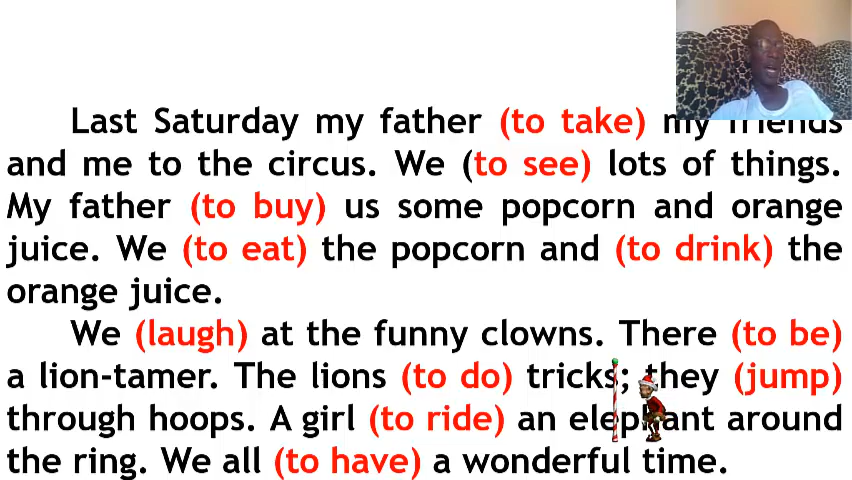 Last Saturday my father (to take) my friends
and me to the circus. We (to see) lots of things.
My father (to buy) us some popcorn and orange
juice. We (to eat) the popcorn and (to drink) the
orange juice.
We (laugh) at the funny clowns. There (to be)
a lion-tamer. The lions (to do) tricks; they (jump)
through hoops. A girl (to ride) an elephant around
the ring. We all (to have) a wonderful time.